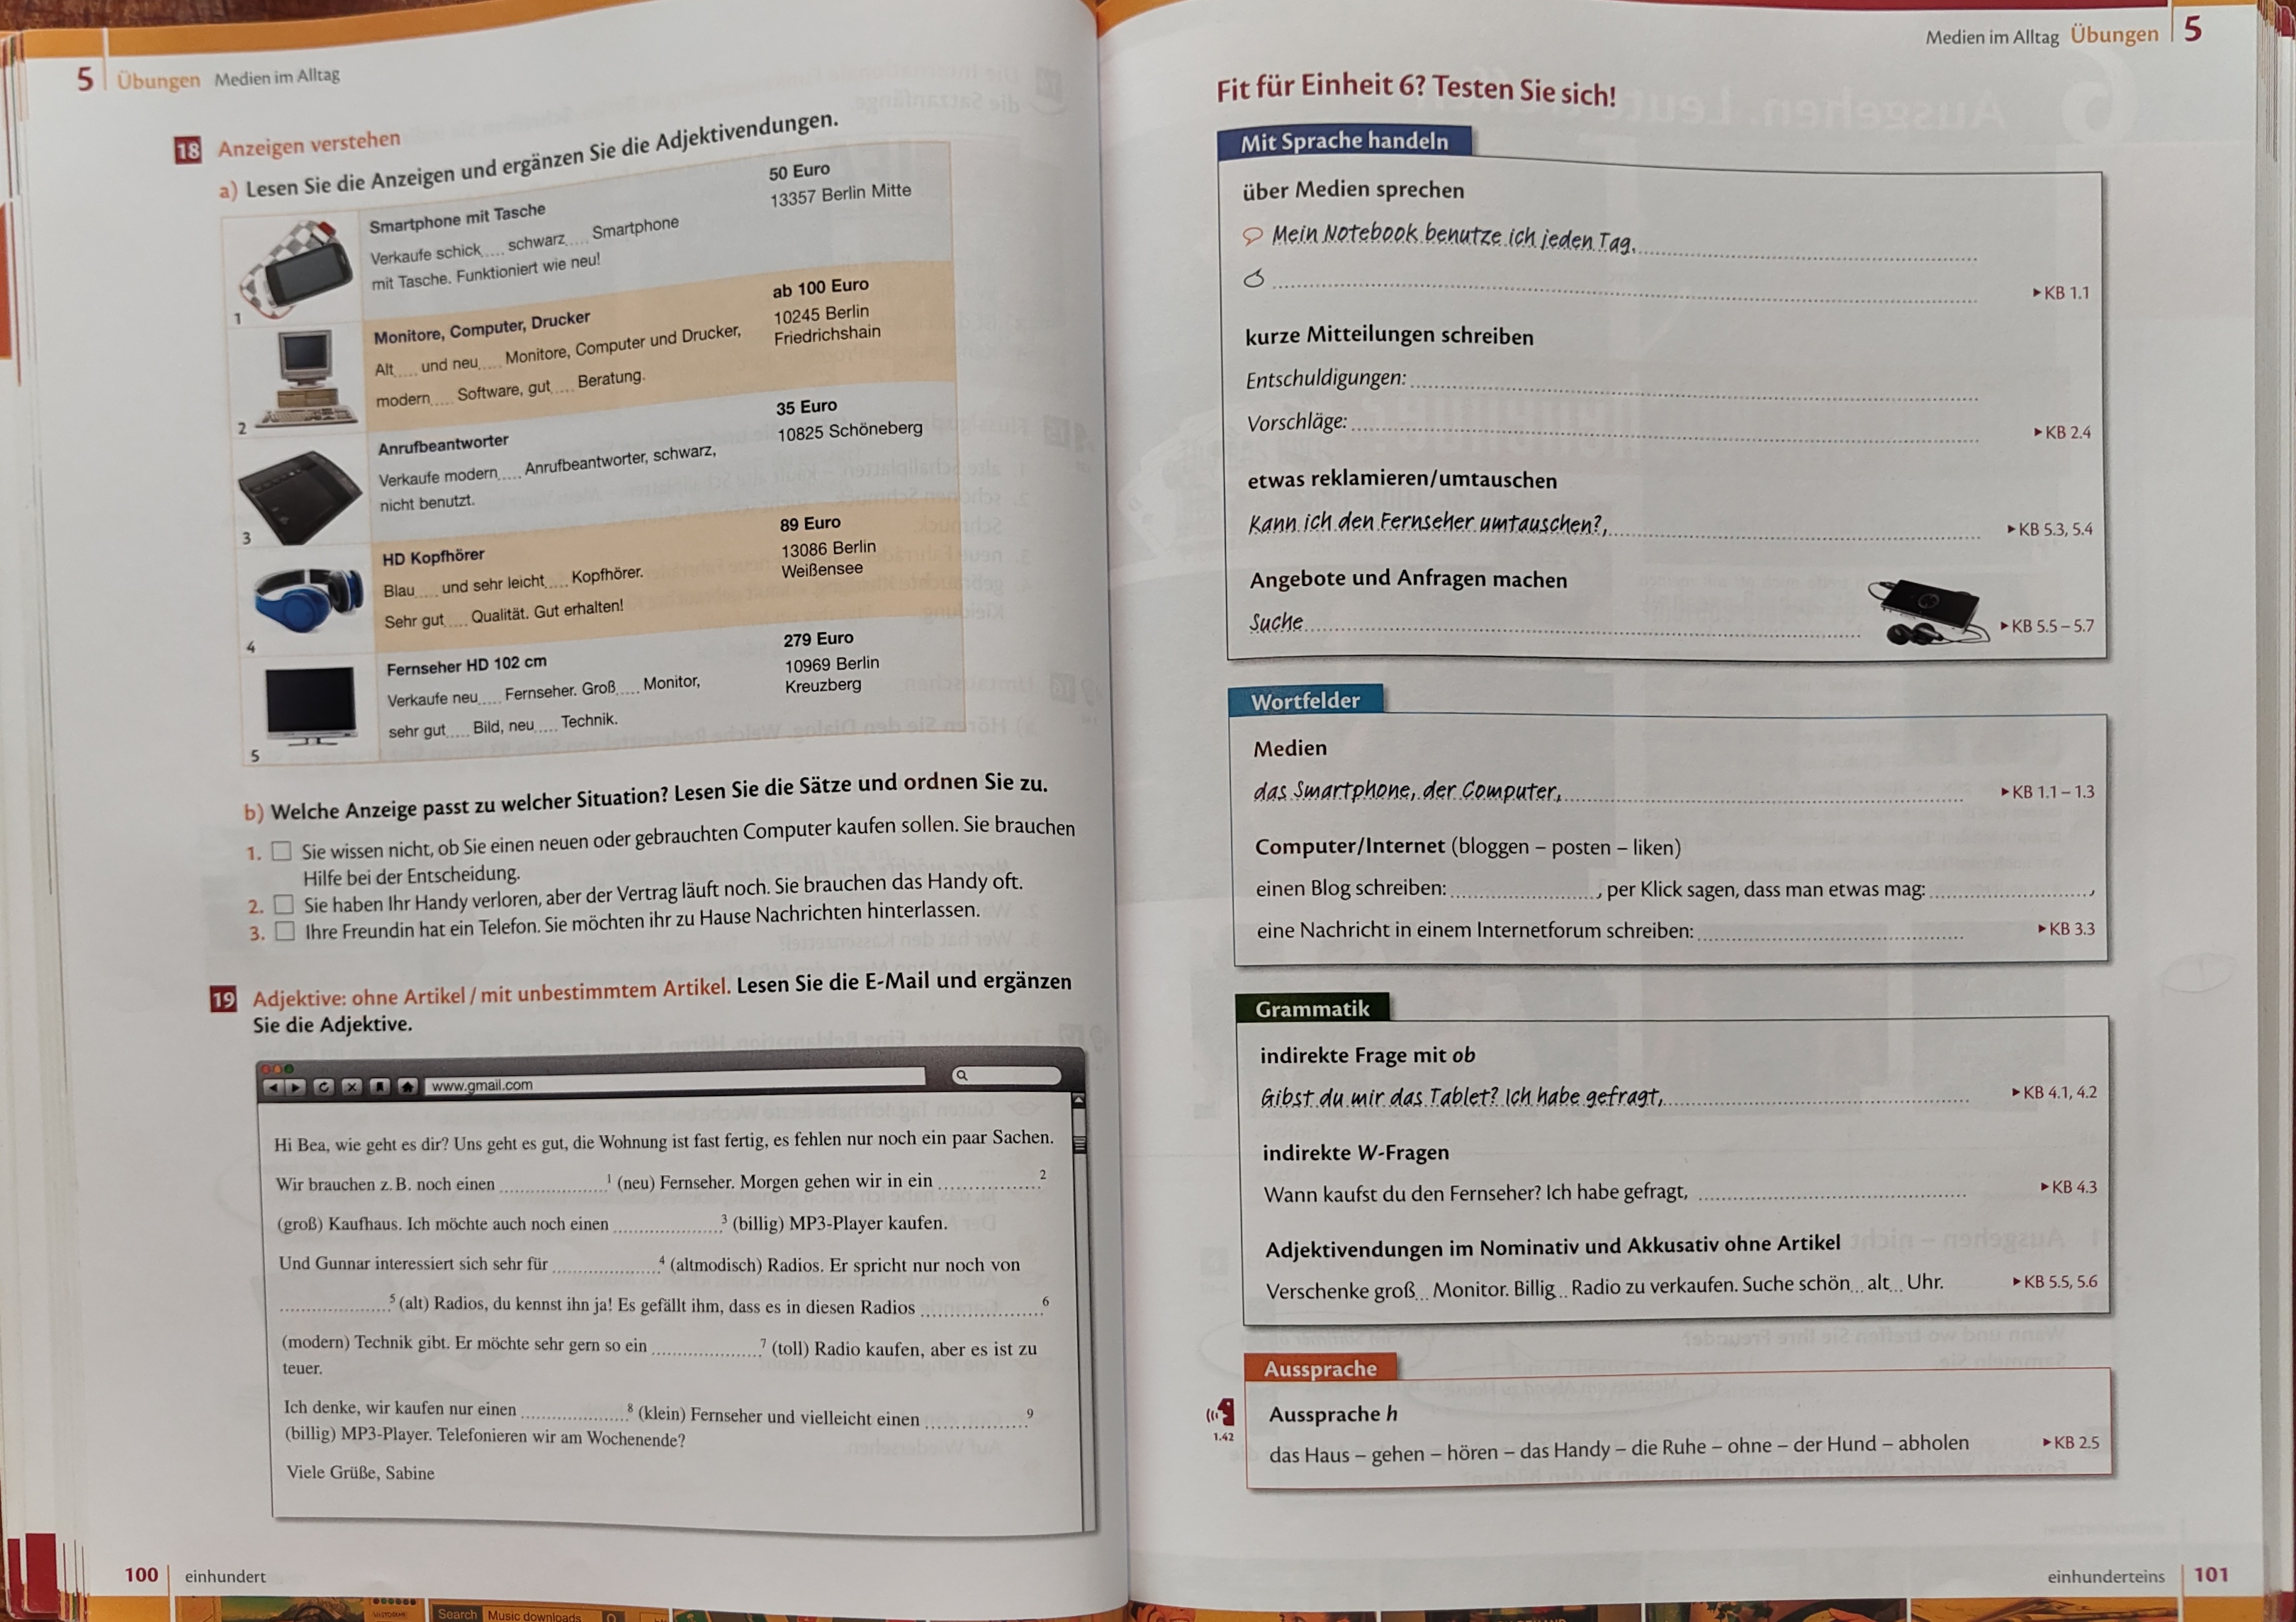 5 Übungen Medien im Alltag
18 Anzeigen verstehen
a) Lesen Sie die Anzeigen und ergänzen Sie die Adjektivendungen.
1
Smartphone mit Tasche
Verkaufe schick..... schwarz..... Smartphone
mit Tasche. Funktioniert wie neu!
50 Euro
13357 Berlin Mitte
2
Monitore, Computer, Drucker
Alt..... und neu..... Monitore, Computer und Drucker,
modern..... Software, gut..... Beratung.
ab 100 Euro
10245 Berlin
Friedrichshain
3
Anrufbeantworter
Verkaufe modern..... Anrufbeantworter, schwarz,
nicht benutzt.
35 Euro
10825 Schöneberg
4
HD Kopfhörer
Blau..... und sehr leicht..... Kopfhörer.
Sehr gut..... Qualität. Gut erhalten!
89 Euro
13086 Berlin
Weißensee
5
Fernseher HD 102 cm
Verkaufe neu..... Fernseher. Groß..... Monitor,
sehr gut..... Bild, neu..... Technik.
279 Euro
10969 Berlin
Kreuzberg
b) Welche Anzeige passt zu welcher Situation? Lesen Sie die Sätze und ordnen Sie zu.
1. Sie wissen nicht, ob Sie einen neuen oder gebrauchten Computer kaufen sollen. Sie brauchen
Hilfe bei der Entscheidung.
2. Sie haben Ihr Handy verloren, aber der Vertrag läuft noch. Sie brauchen das Handy oft.
3. Ihre Freundin hat ein Telefon. Sie möchten ihr zu Hause Nachrichten hinterlassen.
19 Adjektive: ohne Artikel / mit unbestimmtem Artikel. Lesen Sie die E-Mail und ergänzen
Sie die Adjektive.
www.gmail.com
Hi Bea, wie geht es dir? Uns geht es gut, die Wohnung ist fast fertig, es fehlen nur noch ein paar Sachen.
Wir brauchen z. B. noch einen ....................1 (neu) Fernseher. Morgen gehen wir in ein ....................2
(groß) Kaufhaus. Ich möchte auch noch einen ....................3 (billig) MP3-Player kaufen.
Und Gunnar interessiert sich sehr für ....................4 (altmodisch) Radios. Er spricht nur noch von
....................5 (alt) Radios, du kennst ihn ja! Es gefällt ihm, dass es in diesen Radios ....................6
(modern) Technik gibt. Er möchte sehr gern so ein ....................7 (toll) Radio kaufen, aber es ist zu
teuer.
Ich denke, wir kaufen nur einen ....................8 (klein) Fernseher und vielleicht einen ....................9
(billig) MP3-Player. Telefonieren wir am Wochenende?
Viele Grüße, Sabine
100 einhundert
Search Music downloads
Medien im Alltag Übungen 5
Fit für Einheit 6? Testen Sie sich!
Mit Sprache handeln
über Medien sprechen
Mein Notebook benutze ich jeden Tag.
▸ KB 1.1
kurze Mitteilungen schreiben
Entschuldigungen:
Vorschläge: ▸ KB 2.4
etwas reklamieren/umtauschen
Kann ich den Fernseher umtauschen?, ▸ KB 5.3, 5.4
Angebote und Anfragen machen
Suche ▸ KB 5.5 – 5.7
Wortfelder
Medien
das Smartphone, der Computer, ▸ KB 1.1 – 1.3
Computer/Internet (bloggen – posten – liken)
einen Blog schreiben: ...................., per Klick sagen, dass man etwas mag: ....................,
eine Nachricht in einem Internetforum schreiben: .................... ▸ KB 3.3
Grammatik
indirekte Frage mit ob
Gibst du mir das Tablet? Ich habe gefragt, ▸ KB 4.1, 4.2
indirekte W-Fragen
Wann kaufst du den Fernseher? Ich habe gefragt, .................... ▸ KB 4.3
Adjektivendungen im Nominativ und Akkusativ ohne Artikel
Verschenke groß... Monitor. Billig... Radio zu verkaufen. Suche schön... alt... Uhr. ▸ KB 5.5, 5.6
Aussprache
1.42
Aussprache h
das Haus – gehen – hören – das Handy – die Ruhe – ohne – der Hund – abholen ▸ KB 2.5
einhunderteins 101